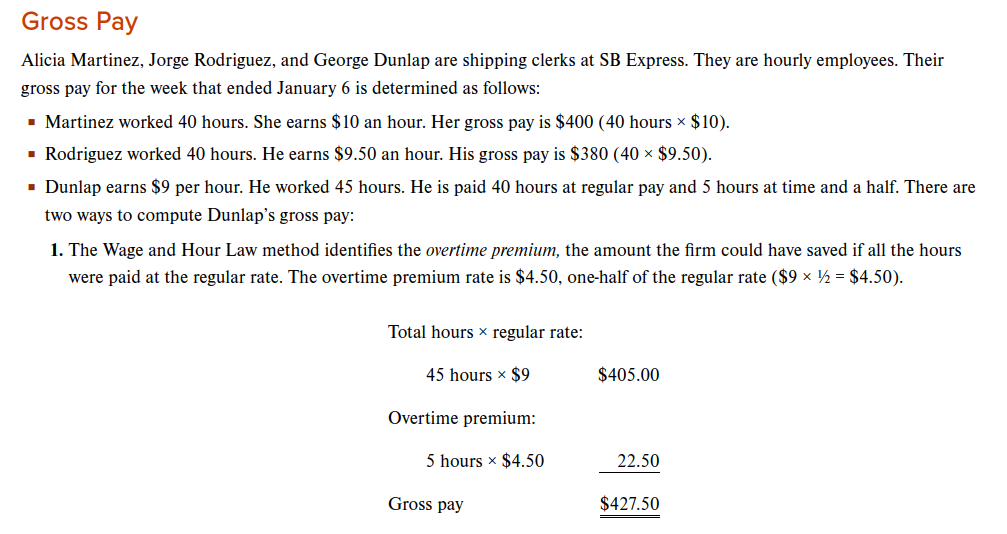 Gross Pay
Alicia Martinez, Jorge Rodriguez, and George Dunlap are shipping clerks at SB Express. They are hourly employees. Their
gross pay for the week that ended January 6 is determined as follows:
▪ Martinez worked 40 hours. She earns $10 an hour. Her gross pay is $400 (40 hours × $10).
▪ Rodriguez worked 40 hours. He earns $9.50 an hour. His gross pay is $380 (40 × $9.50).
▪ Dunlap earns $9 per hour. He worked 45 hours. He is paid 40 hours at regular pay and 5 hours at time and a half. There are
two ways to compute Dunlap’s gross pay:
1. The Wage and Hour Law method identifies the overtime premium, the amount the firm could have saved if all the hours
were paid at the regular rate. The overtime premium rate is $4.50, one-half of the regular rate ($9 × ½ = $4.50).
Total hours × regular rate:
45 hours × $9 $405.00
Overtime premium:
5 hours × $4.50 22.50
Gross pay $427.50